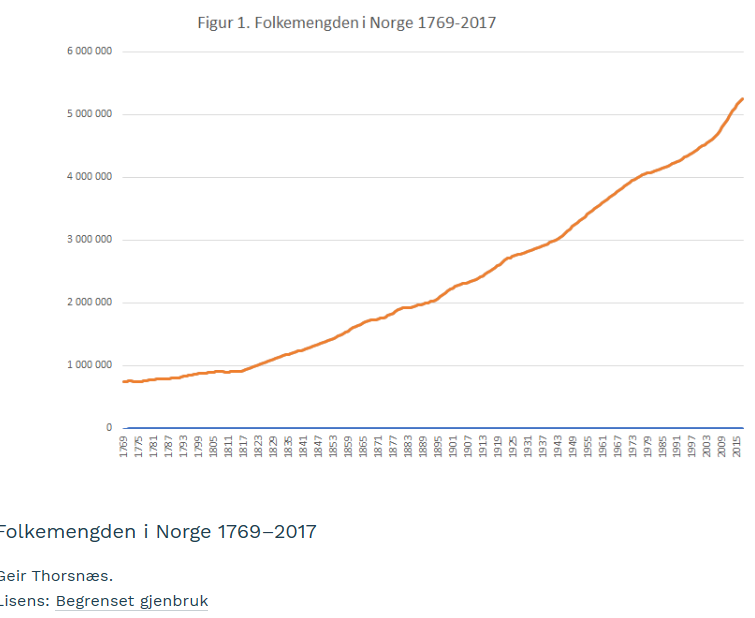 Figur 1. Folkemengden i Norge 1769-2017
6 000 000
5 000 000
4 000 000
3 000 000
2 000 000
1 000 000
0
1769 1775 1781 1787 1793 1799 1805 1811 1817 1823 1829 1835 1841 1847 1853 1859 1865 1871 1877 1883 1889 1895 1901 1907 1913 1919 1925 1931 1937 1943 1949 1955 1961 1967 1973 1979 1985 1991 1997 2003 2009 2015
Folkemengden i Norge 1769–2017
Geir Thorsnæs.
Lisens: Begrenset gjenbruk